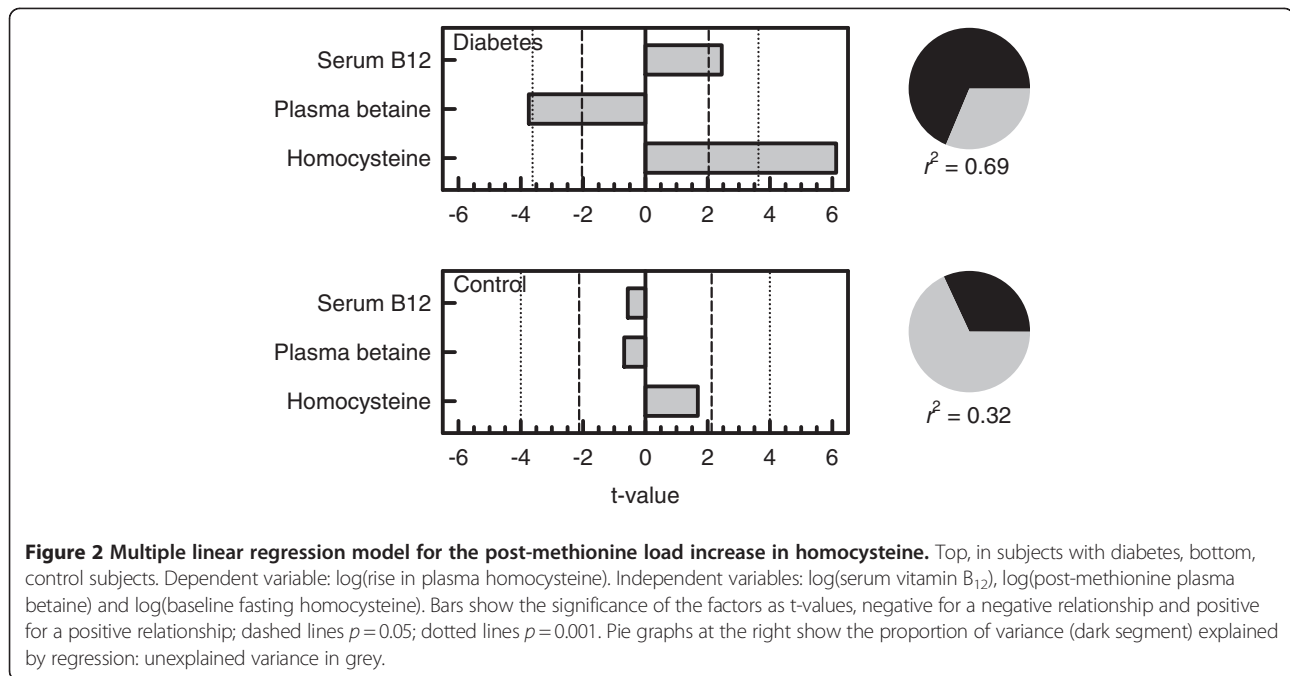 Diabetes
Serum B12
Plasma betaine
Homocysteine
-6 -4 -2 0 2 4 6
r² = 0.69
Control
Serum B12
Plasma betaine
Homocysteine
-6 -4 -2 0 2 4 6
t-value
r² = 0.32
Figure 2 Multiple linear regression model for the post-methionine load increase in homocysteine. Top, in subjects with diabetes, bottom,
control subjects. Dependent variable: log(rise in plasma homocysteine). Independent variables: log(serum vitamin B₁₂), log(post-methionine plasma
betaine) and log(baseline fasting homocysteine). Bars show the significance of the factors as t-values, negative for a negative relationship and positive
for a positive relationship; dashed lines p = 0.05; dotted lines p = 0.001. Pie graphs at the right show the proportion of variance (dark segment) explained
by regression: unexplained variance in grey.